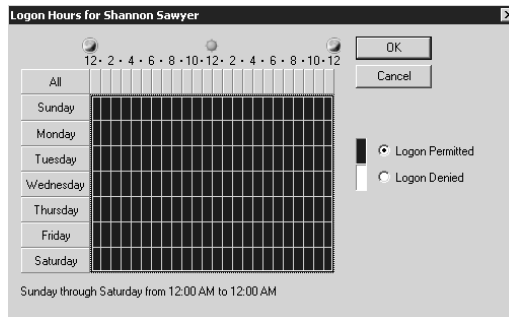 Logon Hours for Shannon Sawyer
12 · 2 · 4 · 6 · 8 · 10 · 12 · 2 · 4 · 6 · 8 · 10 · 12
All
Sunday
Monday
Tuesday
Wednesday
Thursday
Friday
Saturday
OK
Cancel
Logon Permitted
Logon Denied
Sunday through Saturday from 12:00 AM to 12:00 AM